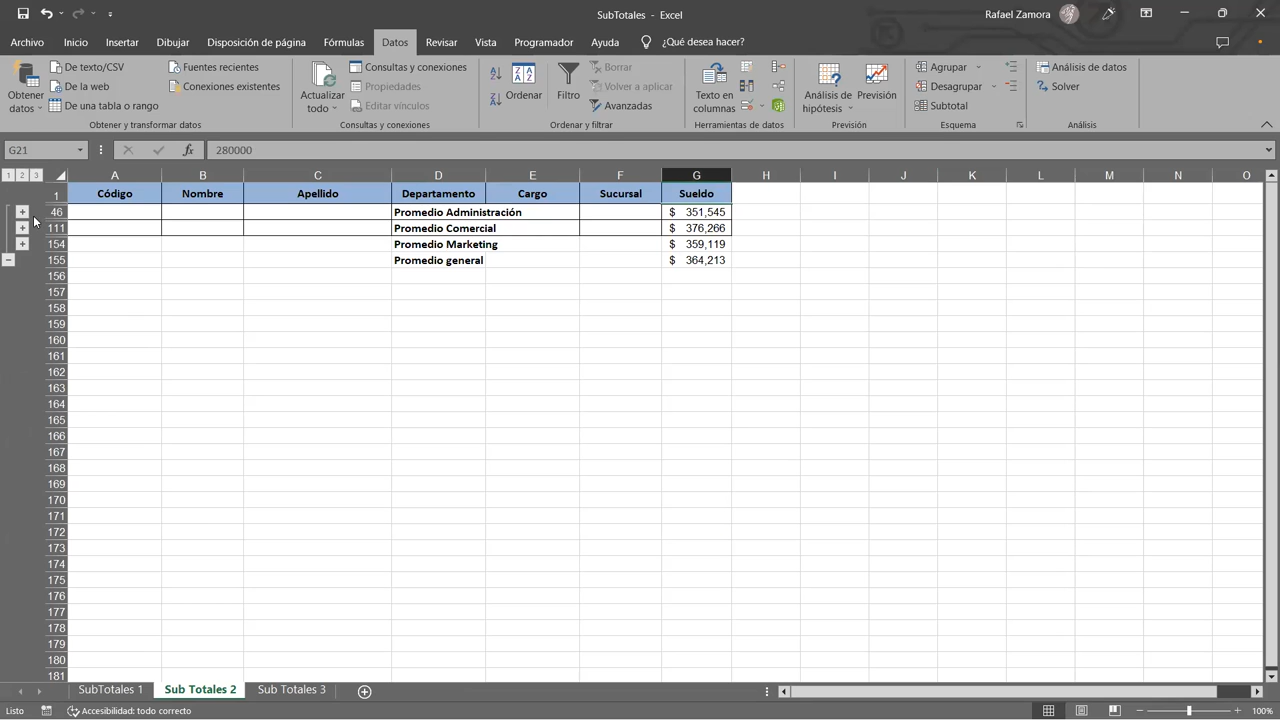 SubTotales - Excel
Rafael Zamora
Archivo Inicio Insertar Dibujar Disposición de página Fórmulas Datos Revisar Vista Programador Ayuda ¿Qué desea hacer?
Obtener datos
De texto/CSV
De la web
De una tabla o rango
Fuentes recientes
Conexiones existentes
Obtener y transformar datos
Actualizar todo
Consultas y conexiones
Propiedades
Editar vínculos
Consultas y conexiones
Ordenar
Filtro
Borrar
Volver a aplicar
Avanzadas
Ordenar y filtrar
Texto en columnas
Herramientas de datos
Análisis de hipótesis
Previsión
Previsión
Agrupar
Desagrupar
Subtotal
Esquema
Análisis de datos
Solver
Análisis
G21 fx 280000
1 2 3 A B C D E F G H I J K L M N O
1 Código Nombre Apellido Departamento Cargo Sucursal Sueldo
46 Promedio Administración $ 351,545
111 Promedio Comercial $ 376,266
154 Promedio Marketing $ 359,119
155 Promedio general $ 364,213
156
157
158
159
160
161
162
163
164
165
166
167
168
169
170
171
172
173
174
175
176
177
178
179
180
181
SubTotales 1 Sub Totales 2 Sub Totales 3
Listo Accesibilidad: todo correcto 100%